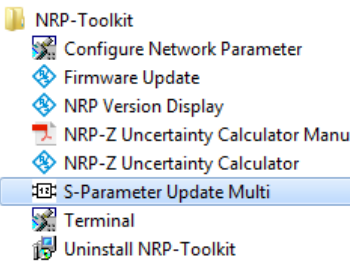 NRP-Toolkit
Configure Network Parameter
Firmware Update
NRP Version Display
NRP-Z Uncertainty Calculator Manu
NRP-Z Uncertainty Calculator
S-Parameter Update Multi
Terminal
Uninstall NRP-Toolkit